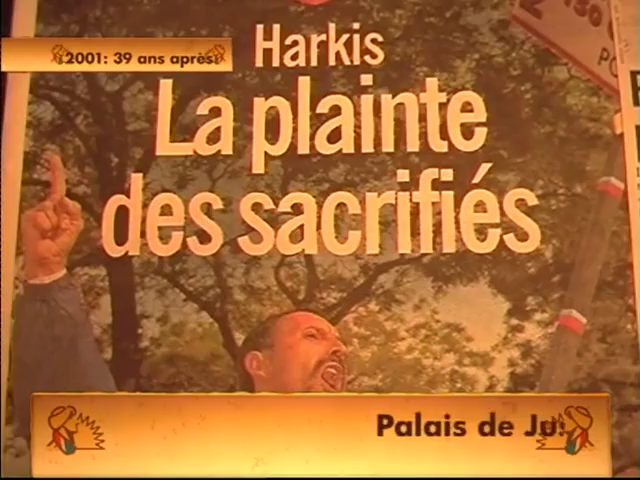 2001: 39 ans après
Harkis
La plainte
des sacrifiés
Palais de Ju